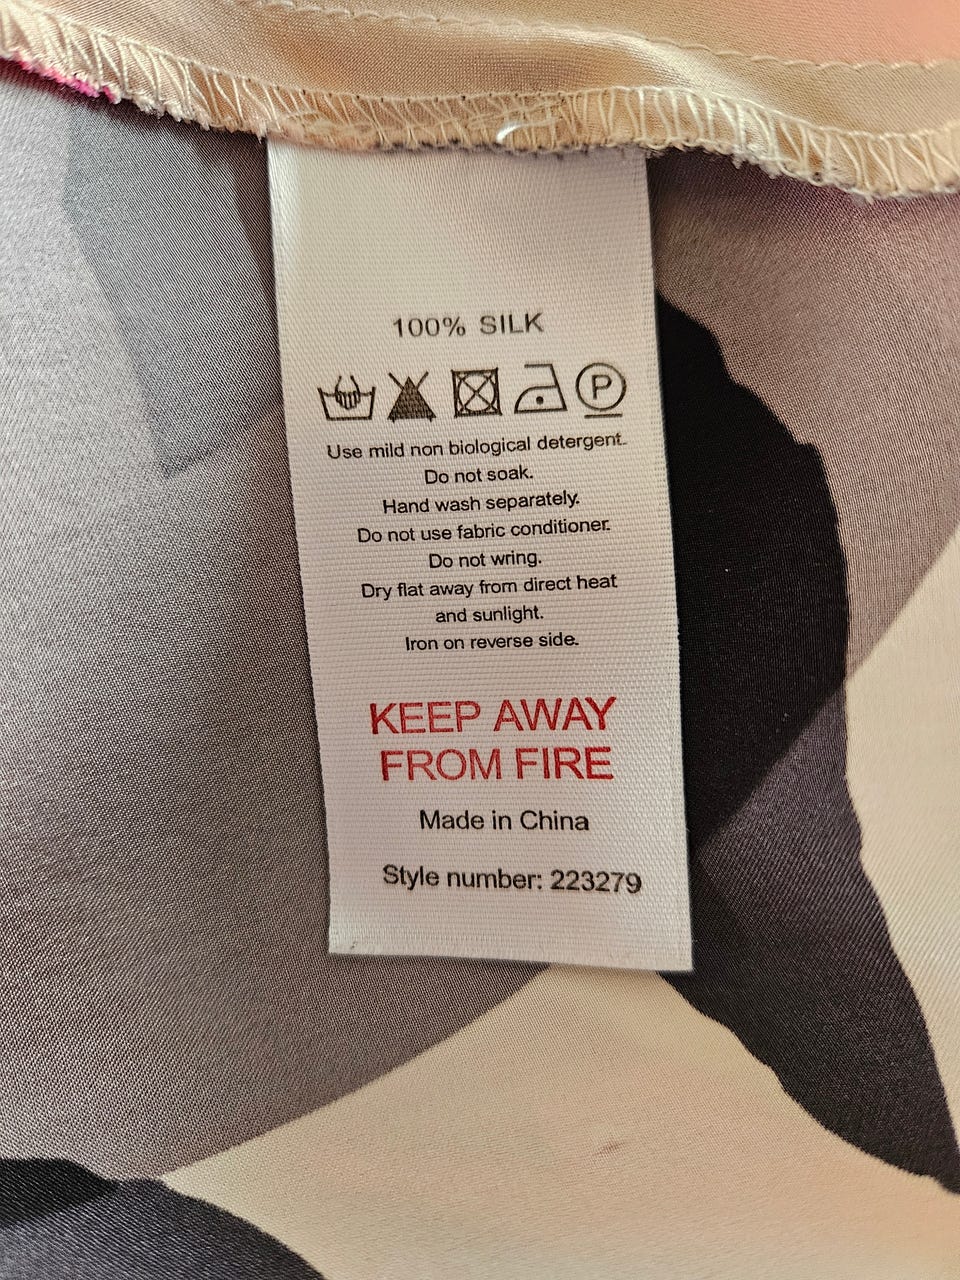 100% SILK
P
Use mild non biological detergent.
Do not soak.
Hand wash separately.
Do not use fabric conditioner.
Do not wring.
Dry flat away from direct heat
and sunlight.
Iron on reverse side.
KEEP AWAY
FROM FIRE
Made in China
Style number: 223279